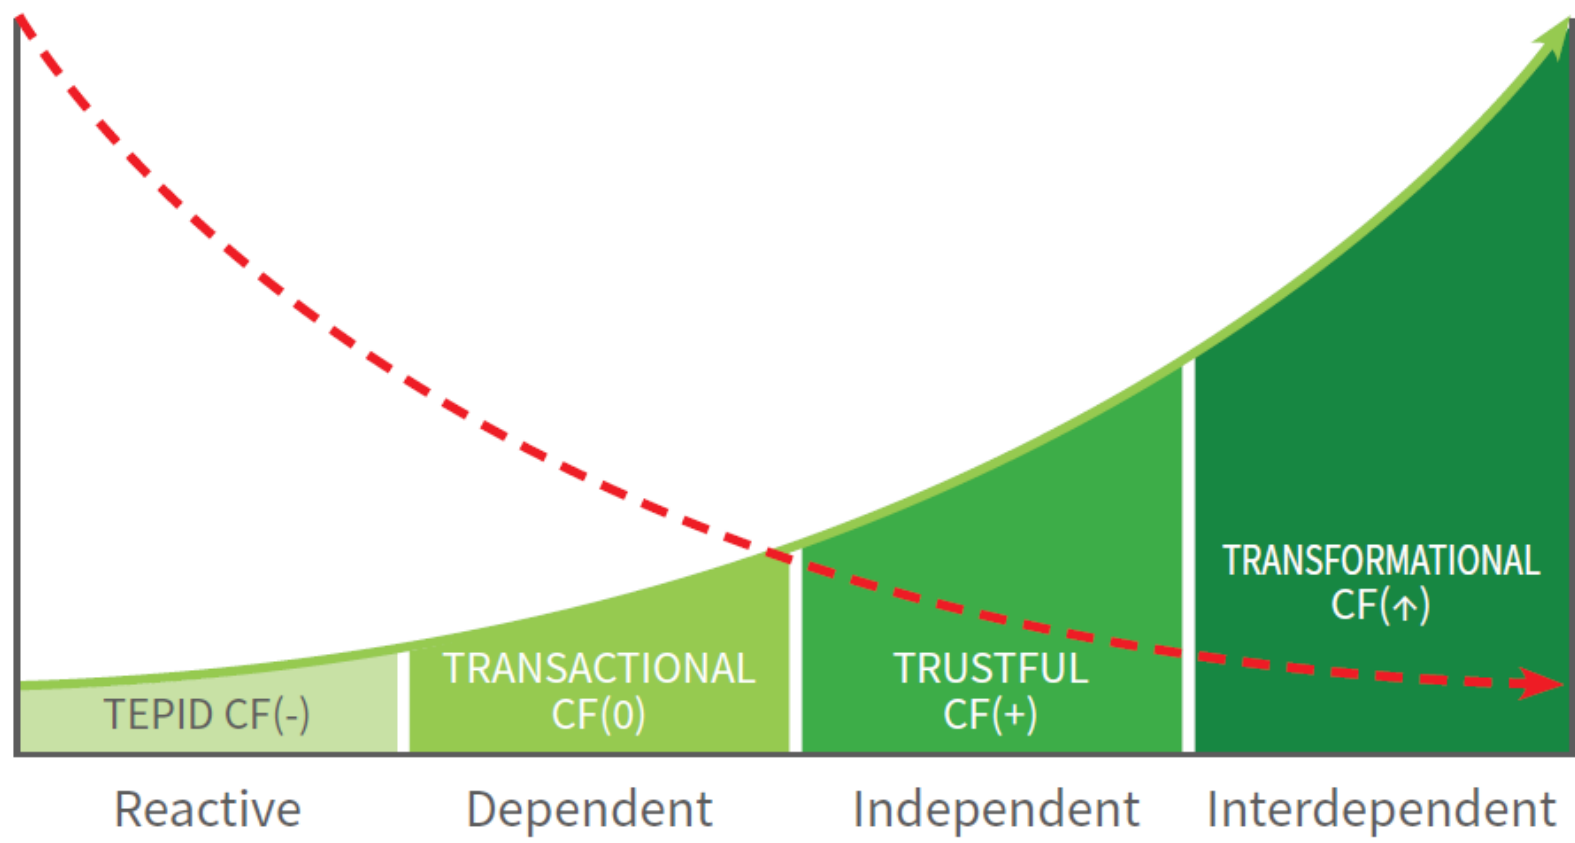 TEPID CF(-)
TRANSACTIONAL
CF(0)
TRUSTFUL
CF(+)
TRANSFORMATIONAL
CF(↑)
Reactive
Dependent
Independent
Interdependent